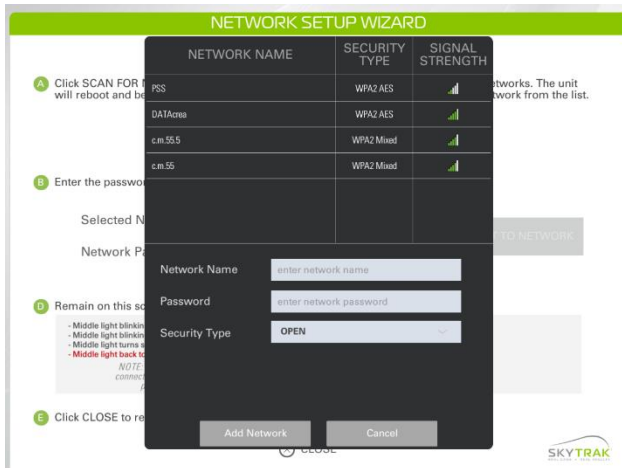 NETWORK SETUP WIZARD
NETWORK NAME
SECURITY TYPE
SIGNAL STRENGTH
PSS WPA2 AES
DATAcrea WPA2 AES
c.m.55.5 WPA2 Mixed
c.m.55 WPA2 Mixed
A Click SCAN FOR
will reboot and be
etworks. The unit
twork from the list.
B Enter the passwo
Selected N
Network Pa
TO NETWORK
Network Name enter network name
Password enter network password
Security Type OPEN
D Remain on this sc
- Middle light blinkin
- Middle light blinkin
- Middle light turns s
- Middle light back to
NOTE:
connect
E Click CLOSE to re
Add Network Cancel
CLOSE
SKYTRAK